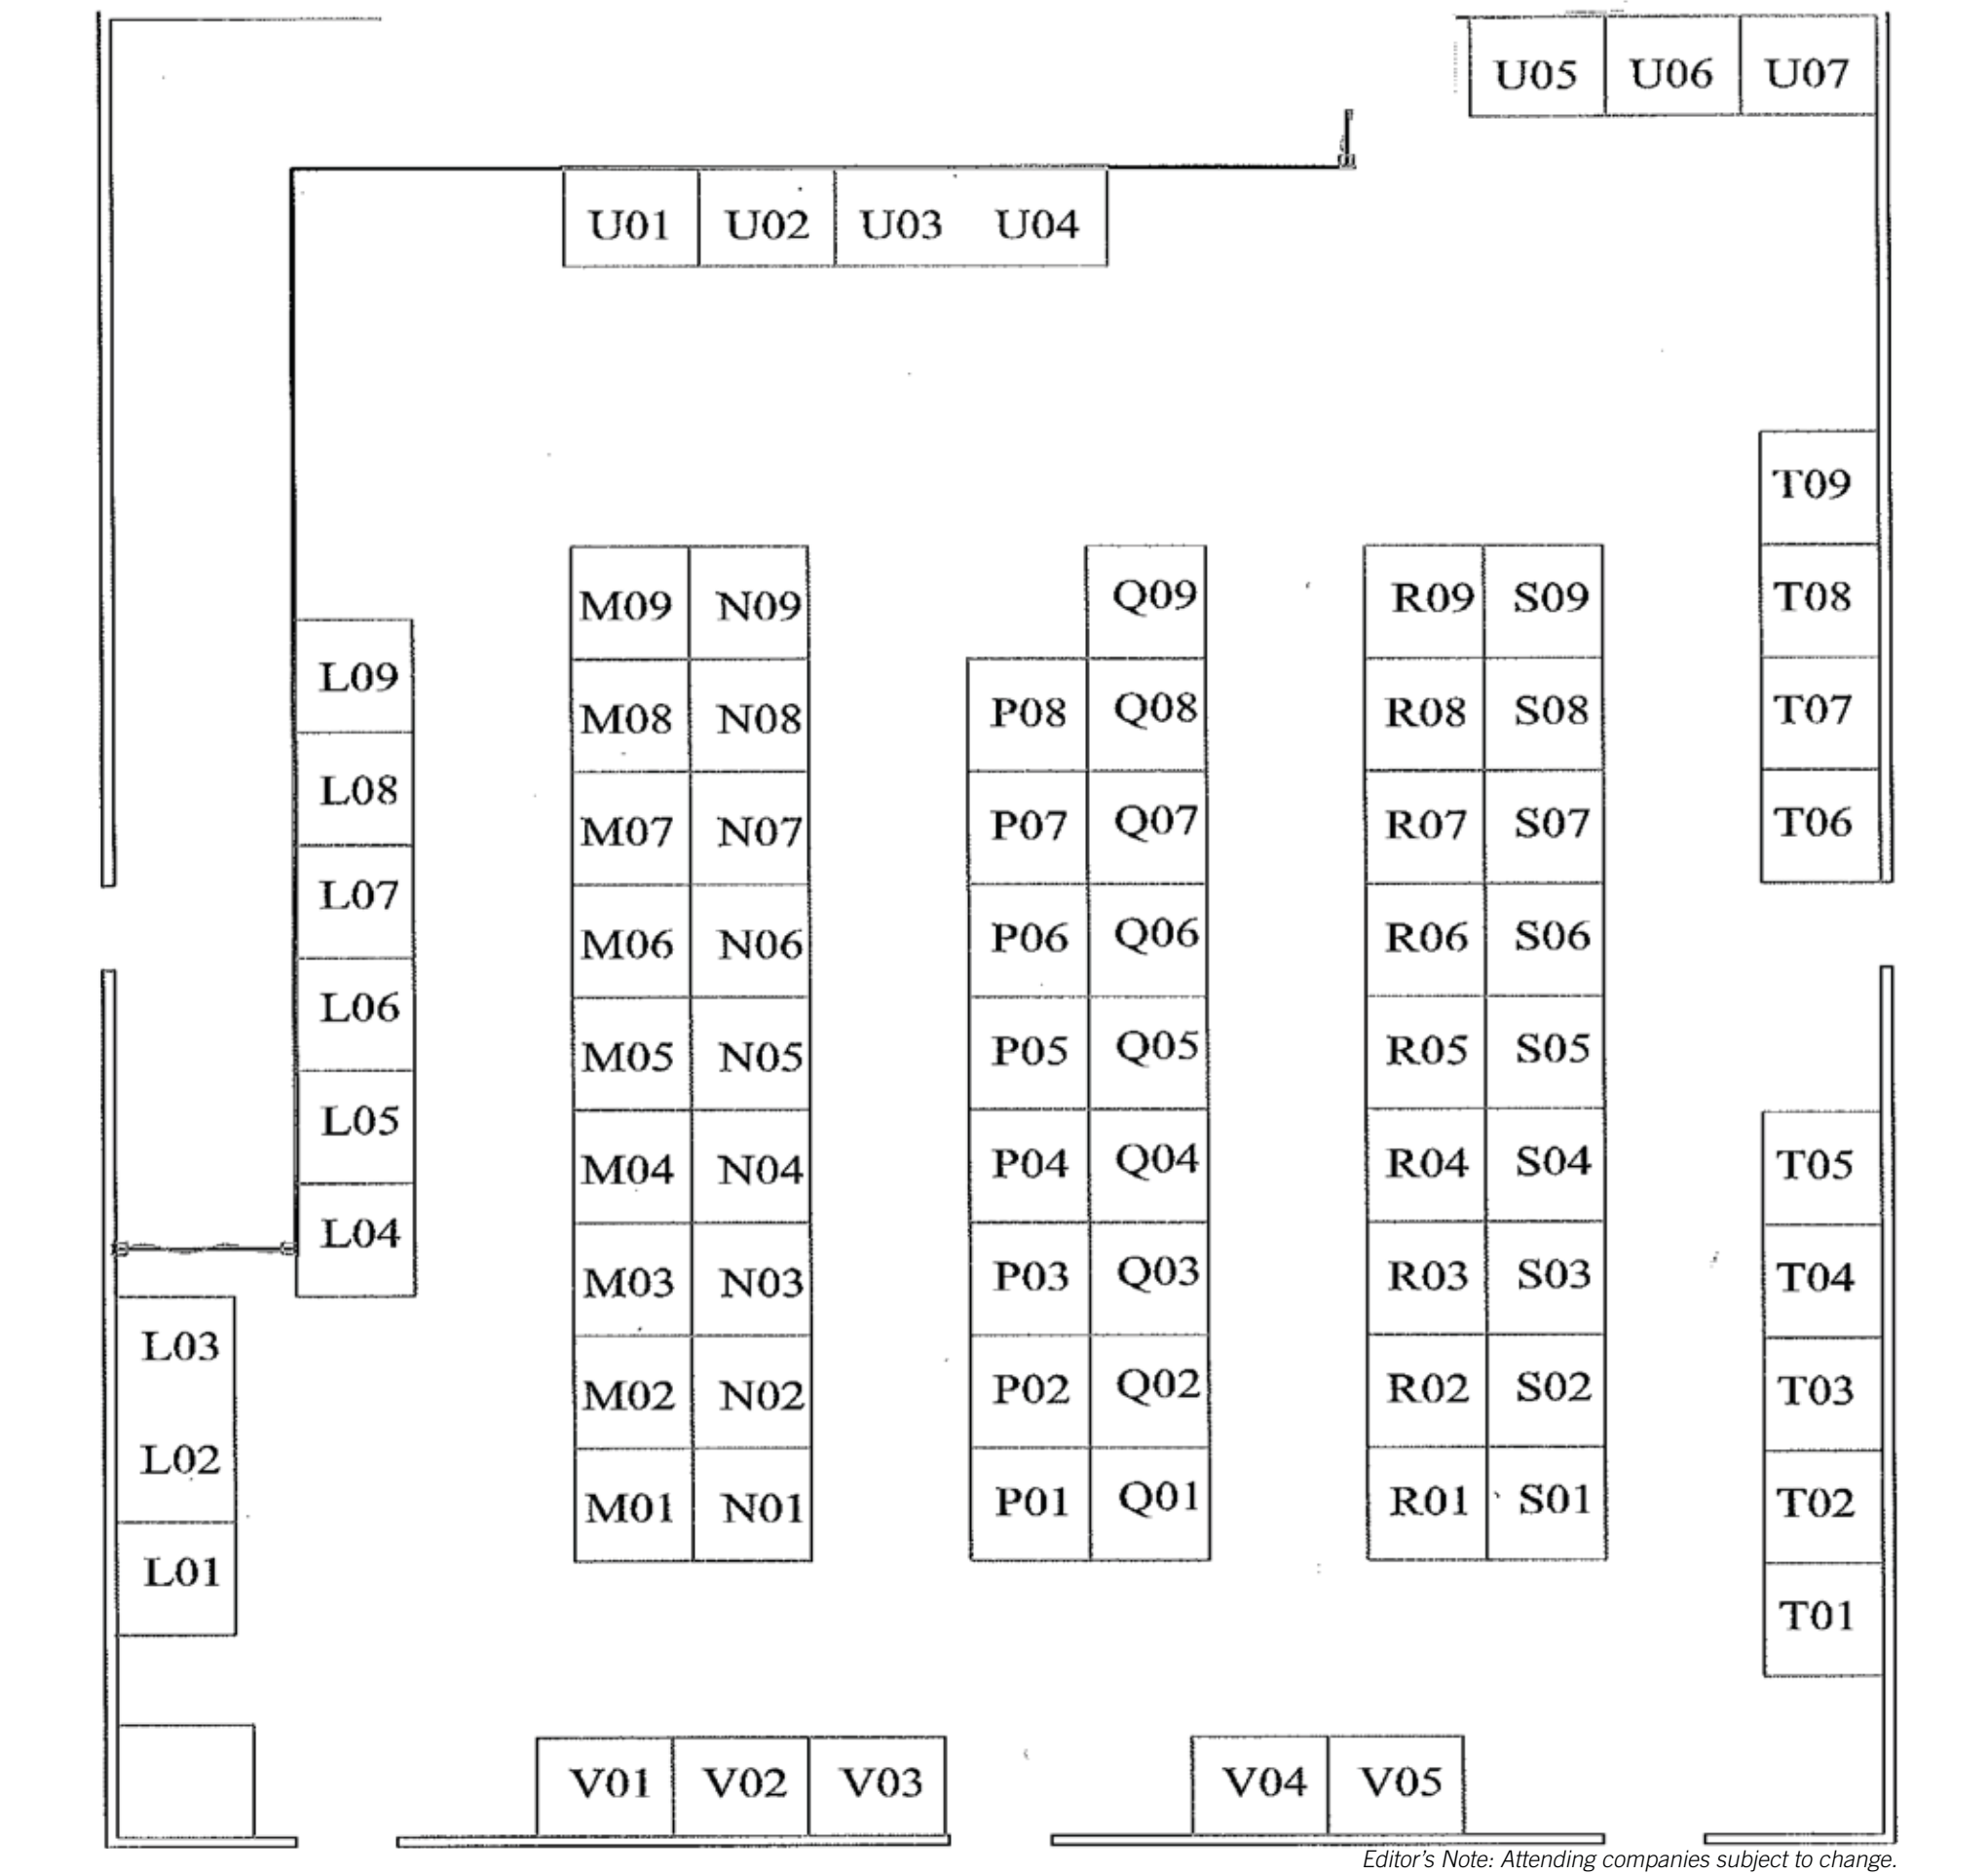 U05 U06 U07
U01 U02 U03 U04
T09
M09 N09 Q09 R09 S09 T08
L09
M08 N08 P08 Q08 R08 S08 T07
L08
M07 N07 P07 Q07 R07 S07 T06
L07
M06 N06 P06 Q06 R06 S06
L06
M05 N05 P05 Q05 R05 S05
L05
M04 N04 P04 Q04 R04 S04 T05
L04
M03 N03 P03 Q03 R03 S03 T04
L03
M02 N02 P02 Q02 R02 S02 T03
L02
M01 N01 P01 Q01 R01 S01 T02
L01
T01
V01 V02 V03 V04 V05
Editor's Note: Attending companies subject to change.